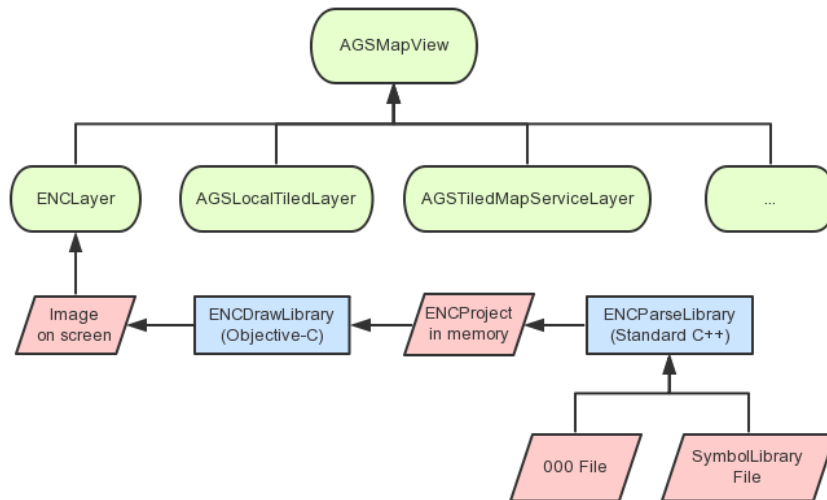 AGSMapView
ENCLayer
AGSLocalTiledLayer
AGSTiledMapServiceLayer
...
Image
on screen
ENCDrawLibrary
(Objective-C)
ENCProject
in memory
ENCParseLibrary
(Standard C++)
000 File
SymbolLibrary
File